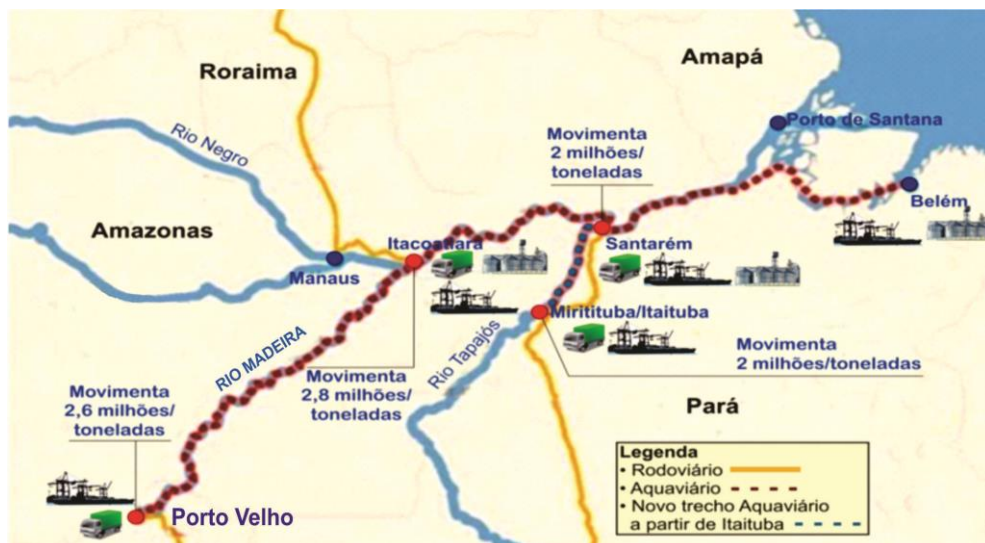 Roraima
Amapá
Rio Negro
Movimenta
2 milhões/
toneladas
Porto de Santana
Belém
Amazonas
Itacoatiara
Manaus
Santarém
Miritituba/Itaituba
RIO MADEIRA
Rio Tapajós
Movimenta
2 milhões/toneladas
Movimenta
2,8 milhões/
toneladas
Movimenta
2,6 milhões/
toneladas
Pará
Porto Velho
Legenda
• Rodoviário
• Aquaviário
• Novo trecho Aquaviário
a partir de Itaituba